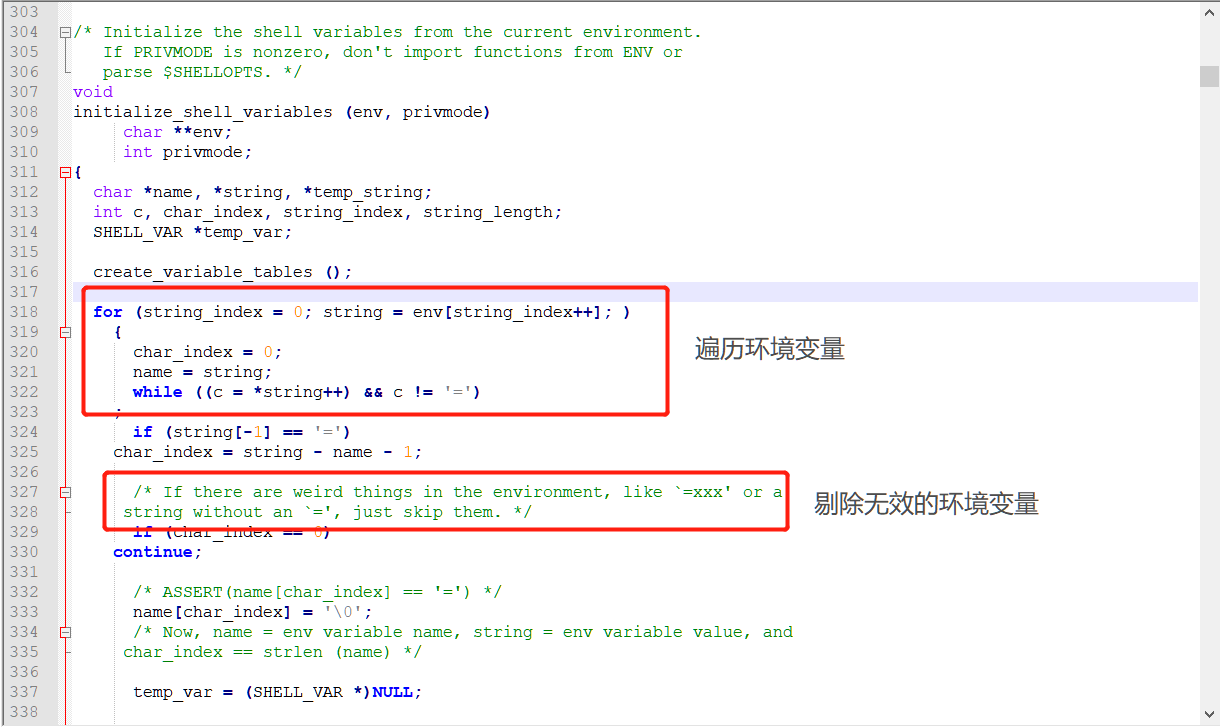 303
304 /* Initialize the shell variables from the current environment.
305 If PRIVMODE is nonzero, don't import functions from ENV or
306 parse $SHELLOPTS. */
307 void
308 initialize_shell_variables (env, privmode)
309 char **env;
310 int privmode;
311 {
312 char *name, *string, *temp_string;
313 int c, char_index, string_index, string_length;
314 SHELL_VAR *temp_var;
315
316 create_variable_tables ();
317
318 for (string_index = 0; string = env[string_index++]; )
319 {
320 char_index = 0;
遍历环境变量
321 name = string;
322 while ((c = *string++) && c != '=')
323 ;
324 if (string[-1] == '=')
325 char_index = string - name - 1;
326
327 /* If there are weird things in the environment, like `=xxx' or a
328 string without an `=', just skip them. */
剔除无效的环境变量
329 if (char_index == 0)
330 continue;
331
332 /* ASSERT(name[char_index] == '=') */
333 name[char_index] = '\0';
334 /* Now, name = env variable name, string = env variable value, and
335 char_index == strlen (name) */
336
337 temp_var = (SHELL_VAR *)NULL;
338